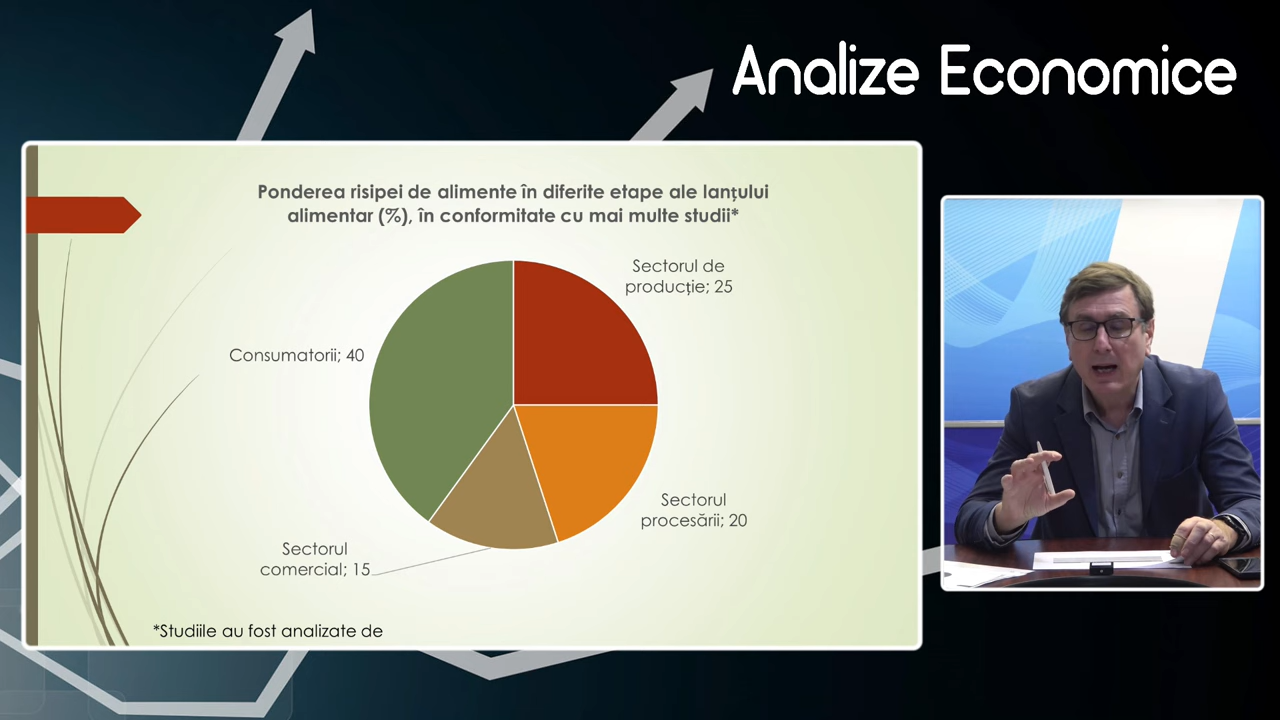 Analize Economice
Ponderea risipei de alimente în diferite etape ale lanțului
alimentar (%), în conformitate cu mai multe studii*
Sectorul de
producție; 25
Consumatorii; 40
Sectorul
procesării; 20
Sectorul
comercial; 15
*Studiile au fost analizate de